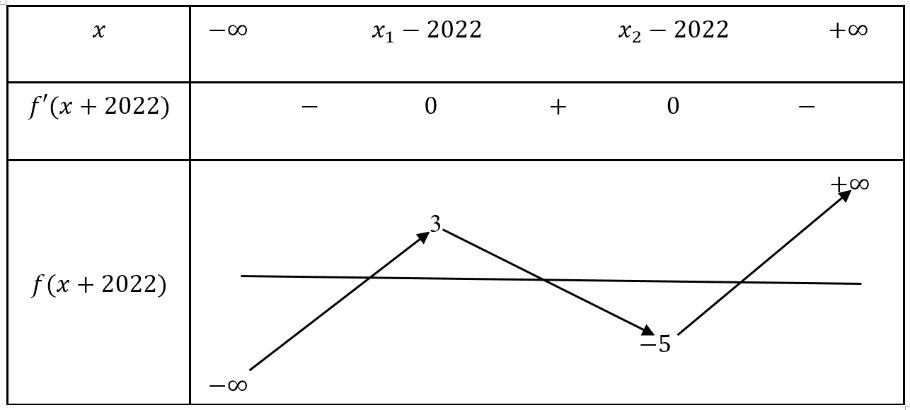 x −∞ x₁ − 2022 x₂ − 2022 +∞
f′(x + 2022) − 0 + 0 −
+∞
3
f(x + 2022)
−5
−∞